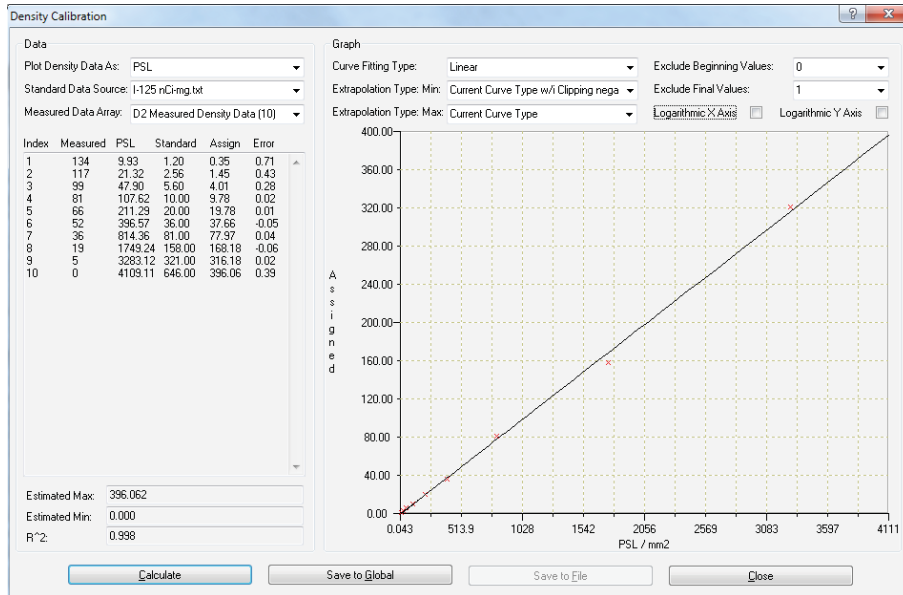 Density Calibration
?
Data
Plot Density Data As: PSL
Standard Data Source: I-125 nCi-mg.txt
Measured Data Array: D2 Measured Density Data (10)
Index Measured PSL Standard Assign Error
1 134 9.93 1.20 0.35 0.71
2 117 21.32 2.56 1.45 0.43
3 99 47.90 5.60 4.01 0.28
4 81 107.62 10.00 9.78 0.02
5 66 211.29 20.00 19.78 0.01
6 52 396.57 36.00 37.66 -0.05
7 36 814.36 81.00 77.97 0.04
8 19 1749.24 158.00 168.18 -0.06
9 5 3283.12 321.00 316.18 0.02
10 0 4109.11 646.00 396.06 0.39
Estimated Max: 396.062
Estimated Min: 0.000
R^2: 0.998
Graph
Curve Fitting Type: Linear
Exclude Beginning Values: 0
Extrapolation Type: Min: Current Curve Type w/i Clipping nega
Exclude Final Values: 1
Extrapolation Type: Max: Current Curve Type
Logarithmic X Axis
Logarithmic Y Axis
400.00
360.00
320.00
280.00
240.00
200.00
160.00
120.00
80.00
40.00
0.00
Assigned
0.043 513.9 1028 1542 2056 2569 3083 3597 4111
PSL / mm2
Calculate
Save to Global
Save to File
Close